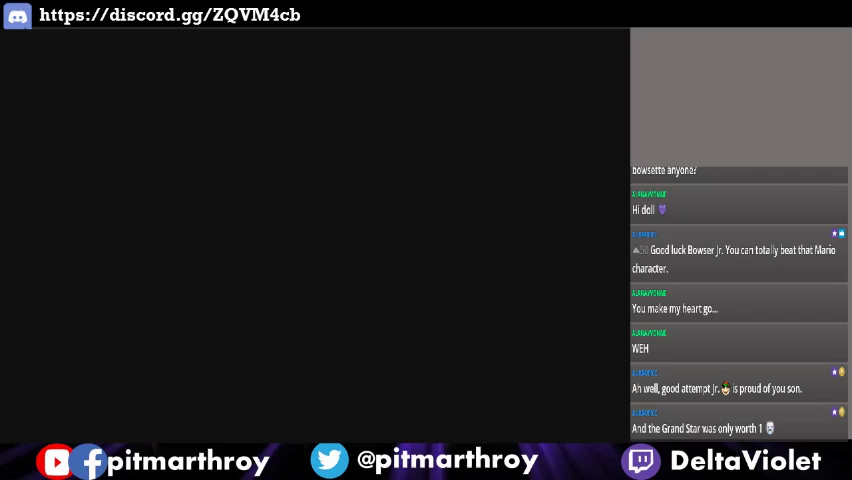 https://discord.gg/ZQVM4cb
bowsette anyone?
Hi doll
50 Good luck Bowser Jr. You can totally beat that Mario
character.
You make my heart go...
WEH
Ah well, good attempt Jr. is proud of you son.
And the Grand Star was only worth 1
pitmarthroy @pitmarthroy DeltaViolet